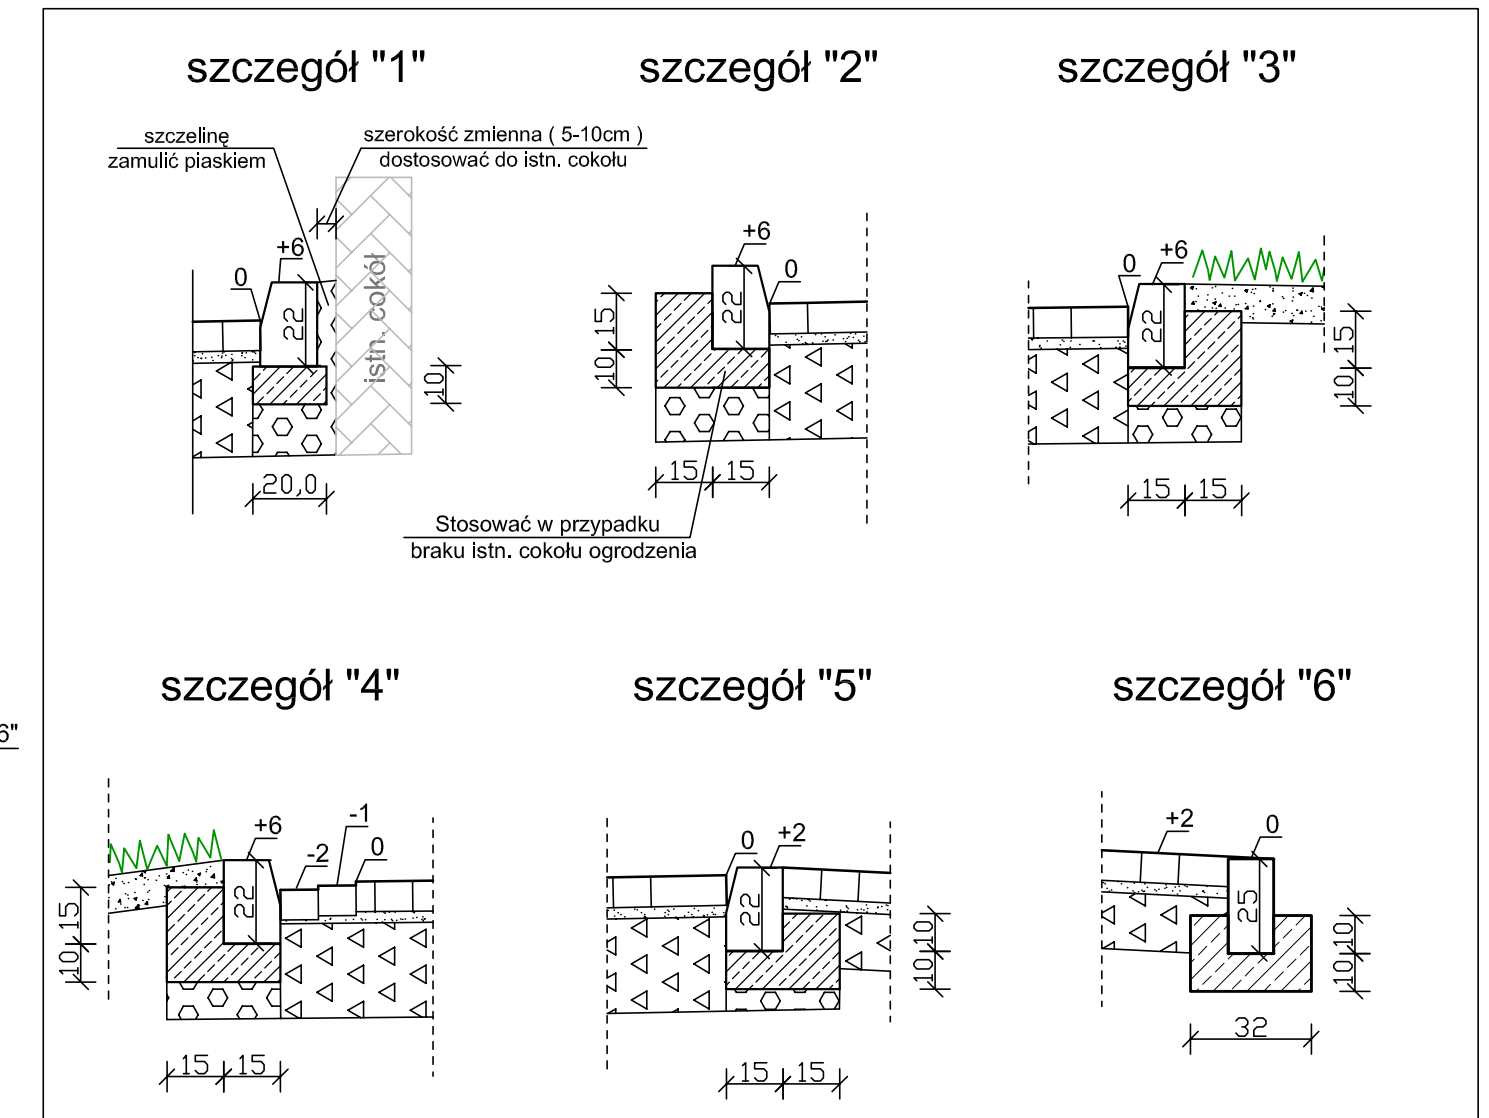 szczegół "1"
szczegół "2"
szczegół "3"
szczelinę
zamulić piaskiem
szerokość zmienna ( 5-10cm )
dostosować do istn. cokołu
+6
0
22
istn. cokół
10
20,0
+6
0
22
15
10
15 15
Stosować w przypadku
braku istn. cokołu ogrodzenia
0
+6
22
15
10
15 15
szczegół "4"
szczegół "5"
szczegół "6"
6"
+6
-2
-1
0
22
15
10
15 15
0
+2
22
10
10
15 15
+2
0
25
10
10
32